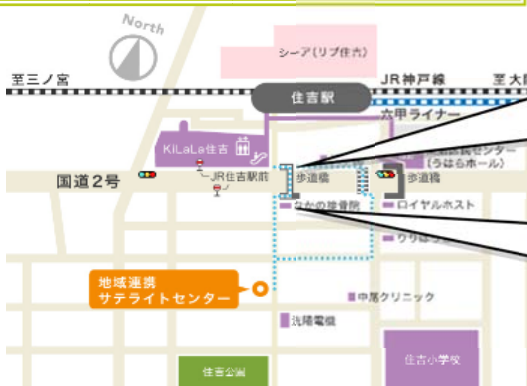 North
シーア(リブ住吉)
至三ノ宮
JR神戸線
至大
住吉駅
六甲ライナー
KiLaLa住吉
センター
(うはらホール)
国道2号
JR住吉駅前
歩道橋
歩道橋
なかの接骨院
ロイヤルホスト
地域連携
サテライトセンター
中尾クリニック
洸陽電機
住吉小学校
住吉公園